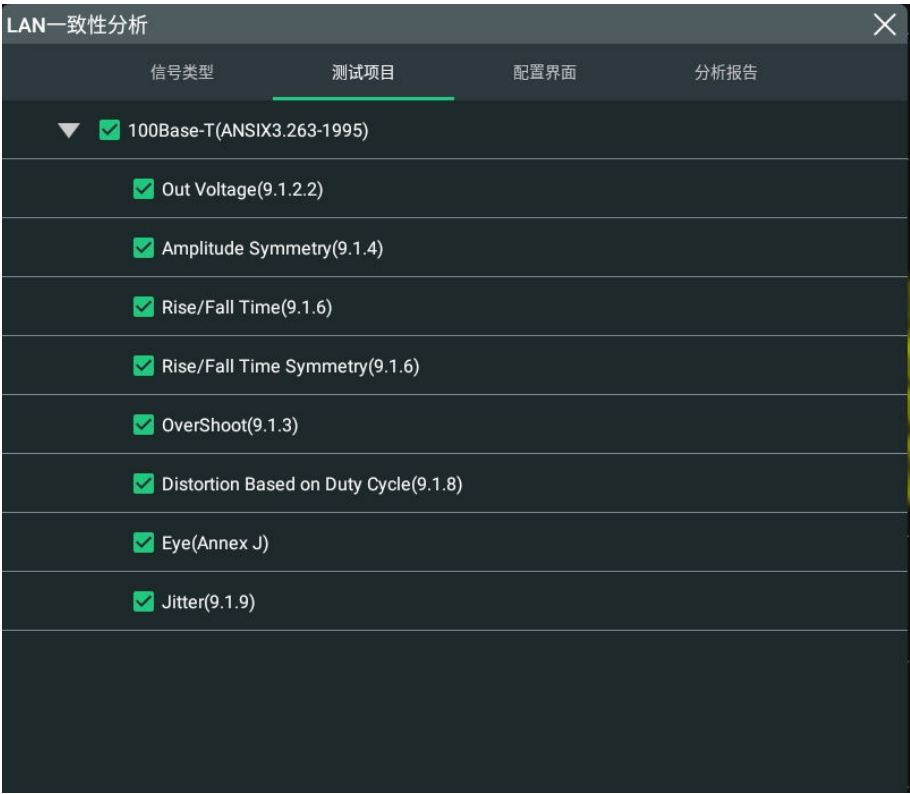 LAN一致性分析
信号类型 测试项目 配置界面 分析报告
100Base-T(ANSIX3.263-1995)
Out Voltage(9.1.2.2)
Amplitude Symmetry(9.1.4)
Rise/Fall Time(9.1.6)
Rise/Fall Time Symmetry(9.1.6)
OverShoot(9.1.3)
Distortion Based on Duty Cycle(9.1.8)
Eye(Annex J)
Jitter(9.1.9)